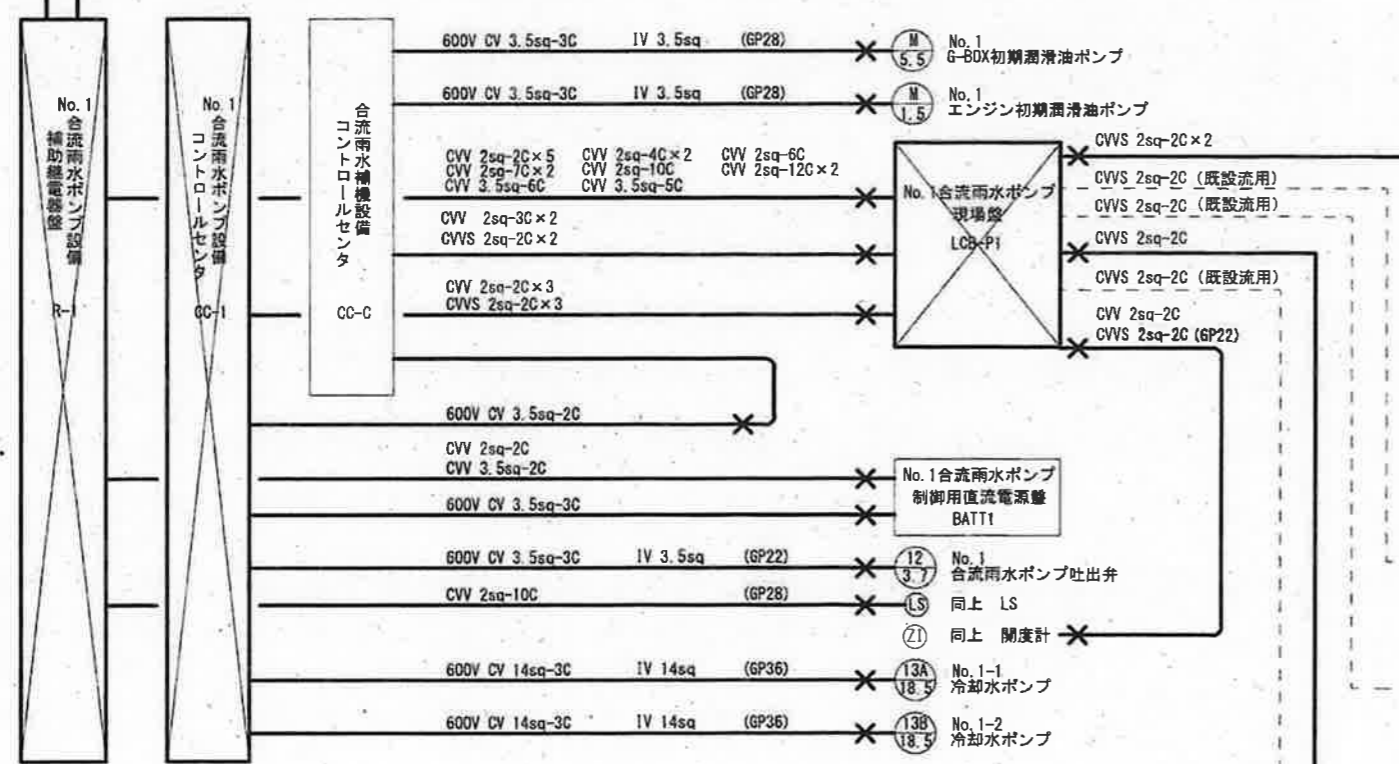 No.1
合流雨水ポンプ設備
補助継電器盤
R-1
No.1
合流雨水ポンプ設備
コントロールセンタ
CC-1
合流雨水補機設備
コントロールセンタ
CC-C
600V CV 3.5sq-3C IV 3.5sq (GP28)
M
5.5
No.1
G-BOX初期潤滑油ポンプ
600V CV 3.5sq-3C IV 3.5sq (GP28)
M
1.5
No.1
エンジン初期潤滑油ポンプ
CVV 2sq-2C×5 CVV 2sq-4C×2 CVV 2sq-6C
CVV 2sq-7C×2 CVV 2sq-10C CVV 2sq-12C×2
CVV 3.5sq-6C CVV 3.5sq-5C
CVV 2sq-3C×2
CVVS 2sq-2C×2
CVV 2sq-2C×3
CVVS 2sq-2C×3
No.1合流雨水ポンプ
現場盤
LCB-P1
CVVS 2sq-2C×2
CVVS 2sq-2C (既設流用)
CVVS 2sq-2C (既設流用)
CVVS 2sq-2C
CVVS 2sq-2C (既設流用)
CVV 2sq-2C
CVVS 2sq-2C (GP22)
600V CV 3.5sq-2C
CVV 2sq-2C
CVV 3.5sq-2C
600V CV 3.5sq-3C
No.1合流雨水ポンプ
制御用直流電源盤
BATT1
600V CV 3.5sq-3C IV 3.5sq (GP22)
12
3.7
No.1
合流雨水ポンプ吐出弁
CVV 2sq-10C (GP28)
LS 同上 LS
ZI 同上 開度計
600V CV 14sq-3C IV 14sq (GP36)
13A
18.5
No.1-1
冷却水ポンプ
600V CV 14sq-3C IV 14sq (GP36)
13B
18.5
No.1-2
冷却水ポンプ